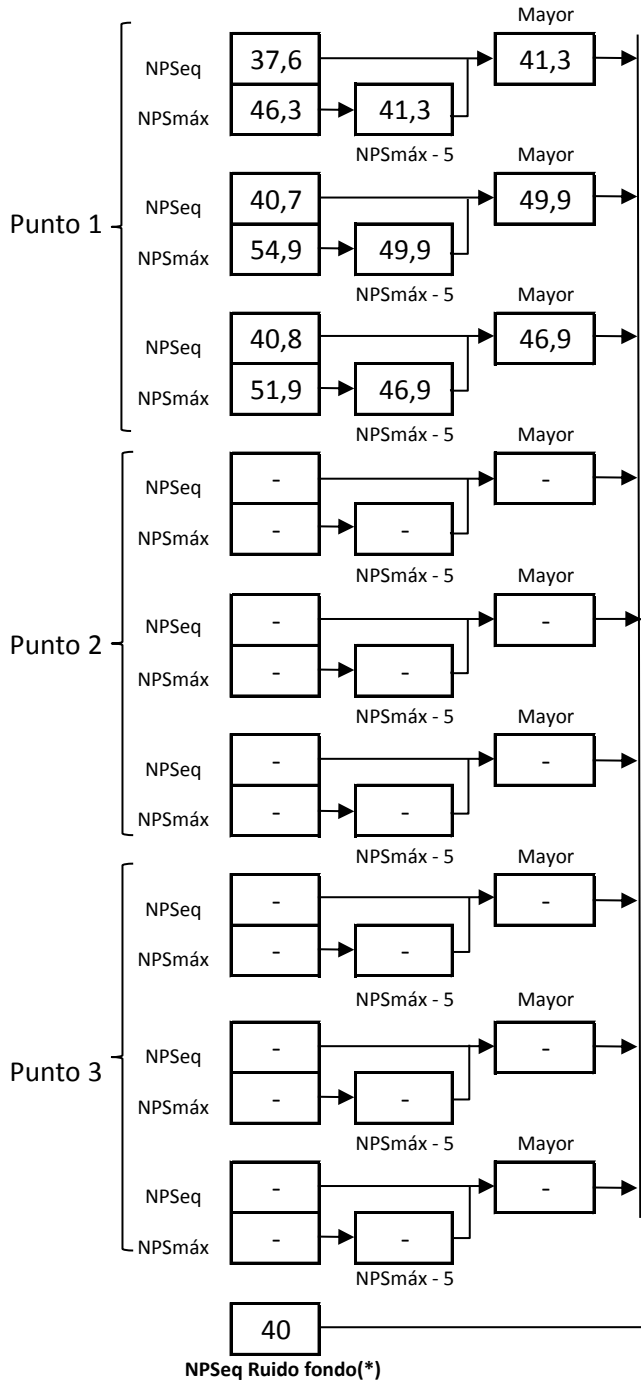 Mayor
NPSeq 37,6 41,3
NPSmáx 46,3 41,3
NPSmáx - 5 Mayor
Punto 1
NPSeq 40,7 49,9
NPSmáx 54,9 49,9
NPSmáx - 5 Mayor
NPSeq 40,8 46,9
NPSmáx 51,9 46,9
NPSmáx - 5 Mayor
NPSeq - -
NPSmáx - -
NPSmáx - 5 Mayor
Punto 2
NPSeq - -
NPSmáx - -
NPSmáx - 5 Mayor
NPSeq - -
NPSmáx - -
NPSmáx - 5 Mayor
NPSeq - -
NPSmáx - -
NPSmáx - 5 Mayor
Punto 3
NPSeq - -
NPSmáx - -
NPSmáx - 5 Mayor
NPSeq - -
NPSmáx - -
NPSmáx - 5
40
NPSeq Ruido fondo(*)